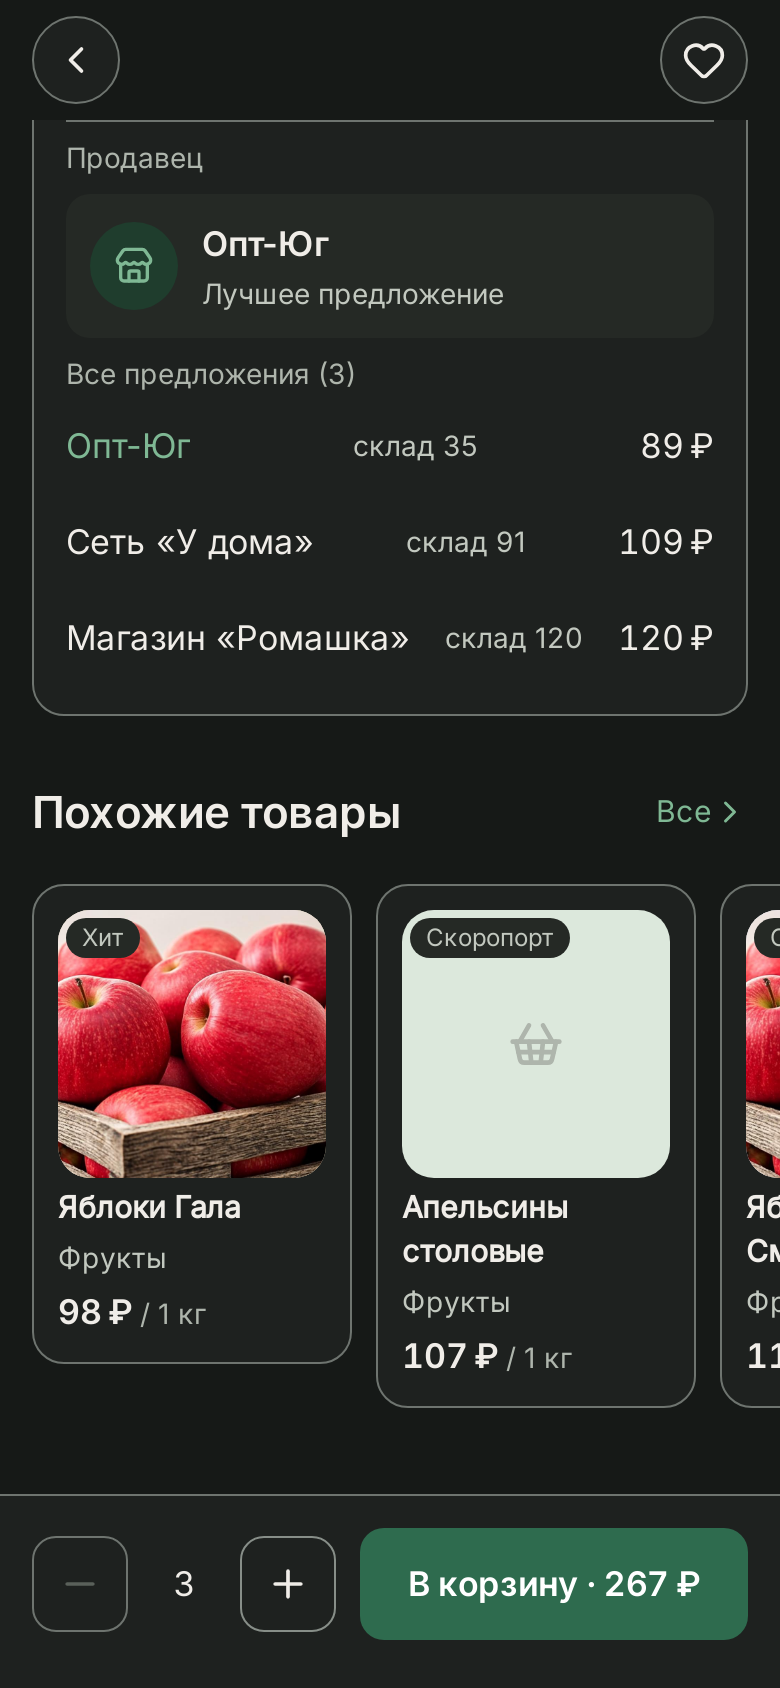 Продавец
Опт-Юг
Лучшее предложение
Все предложения (3)
Опт-Юг склад 35 89 ₽
Сеть «У дома» склад 91 109 ₽
Магазин «Ромашка» склад 120 120 ₽
Похожие товары Все
Хит
Яблоки Гала
Фрукты
98 ₽ / 1 кг
Скоропорт
Апельсины
столовые
Фрукты
107 ₽ / 1 кг
3 В корзину · 267 ₽